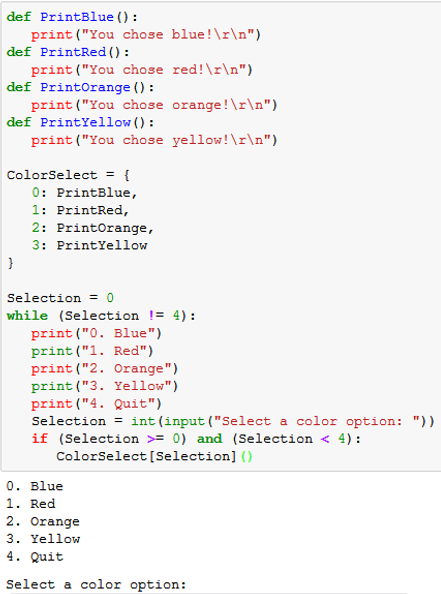 def PrintBlue():
    print("You chose blue!\r\n")
def PrintRed():
    print("You chose red!\r\n")
def PrintOrange():
    print("You chose orange!\r\n")
def PrintYellow():
    print("You chose yellow!\r\n")

ColorSelect = {
    0: PrintBlue,
    1: PrintRed,
    2: PrintOrange,
    3: PrintYellow
}

Selection = 0
while (Selection != 4):
    print("0. Blue")
    print("1. Red")
    print("2. Orange")
    print("3. Yellow")
    print("4. Quit")
    Selection = int(input("Select a color option: "))
    if (Selection >= 0) and (Selection < 4):
        ColorSelect[Selection]()

0. Blue
1. Red
2. Orange
3. Yellow
4. Quit
Select a color option: